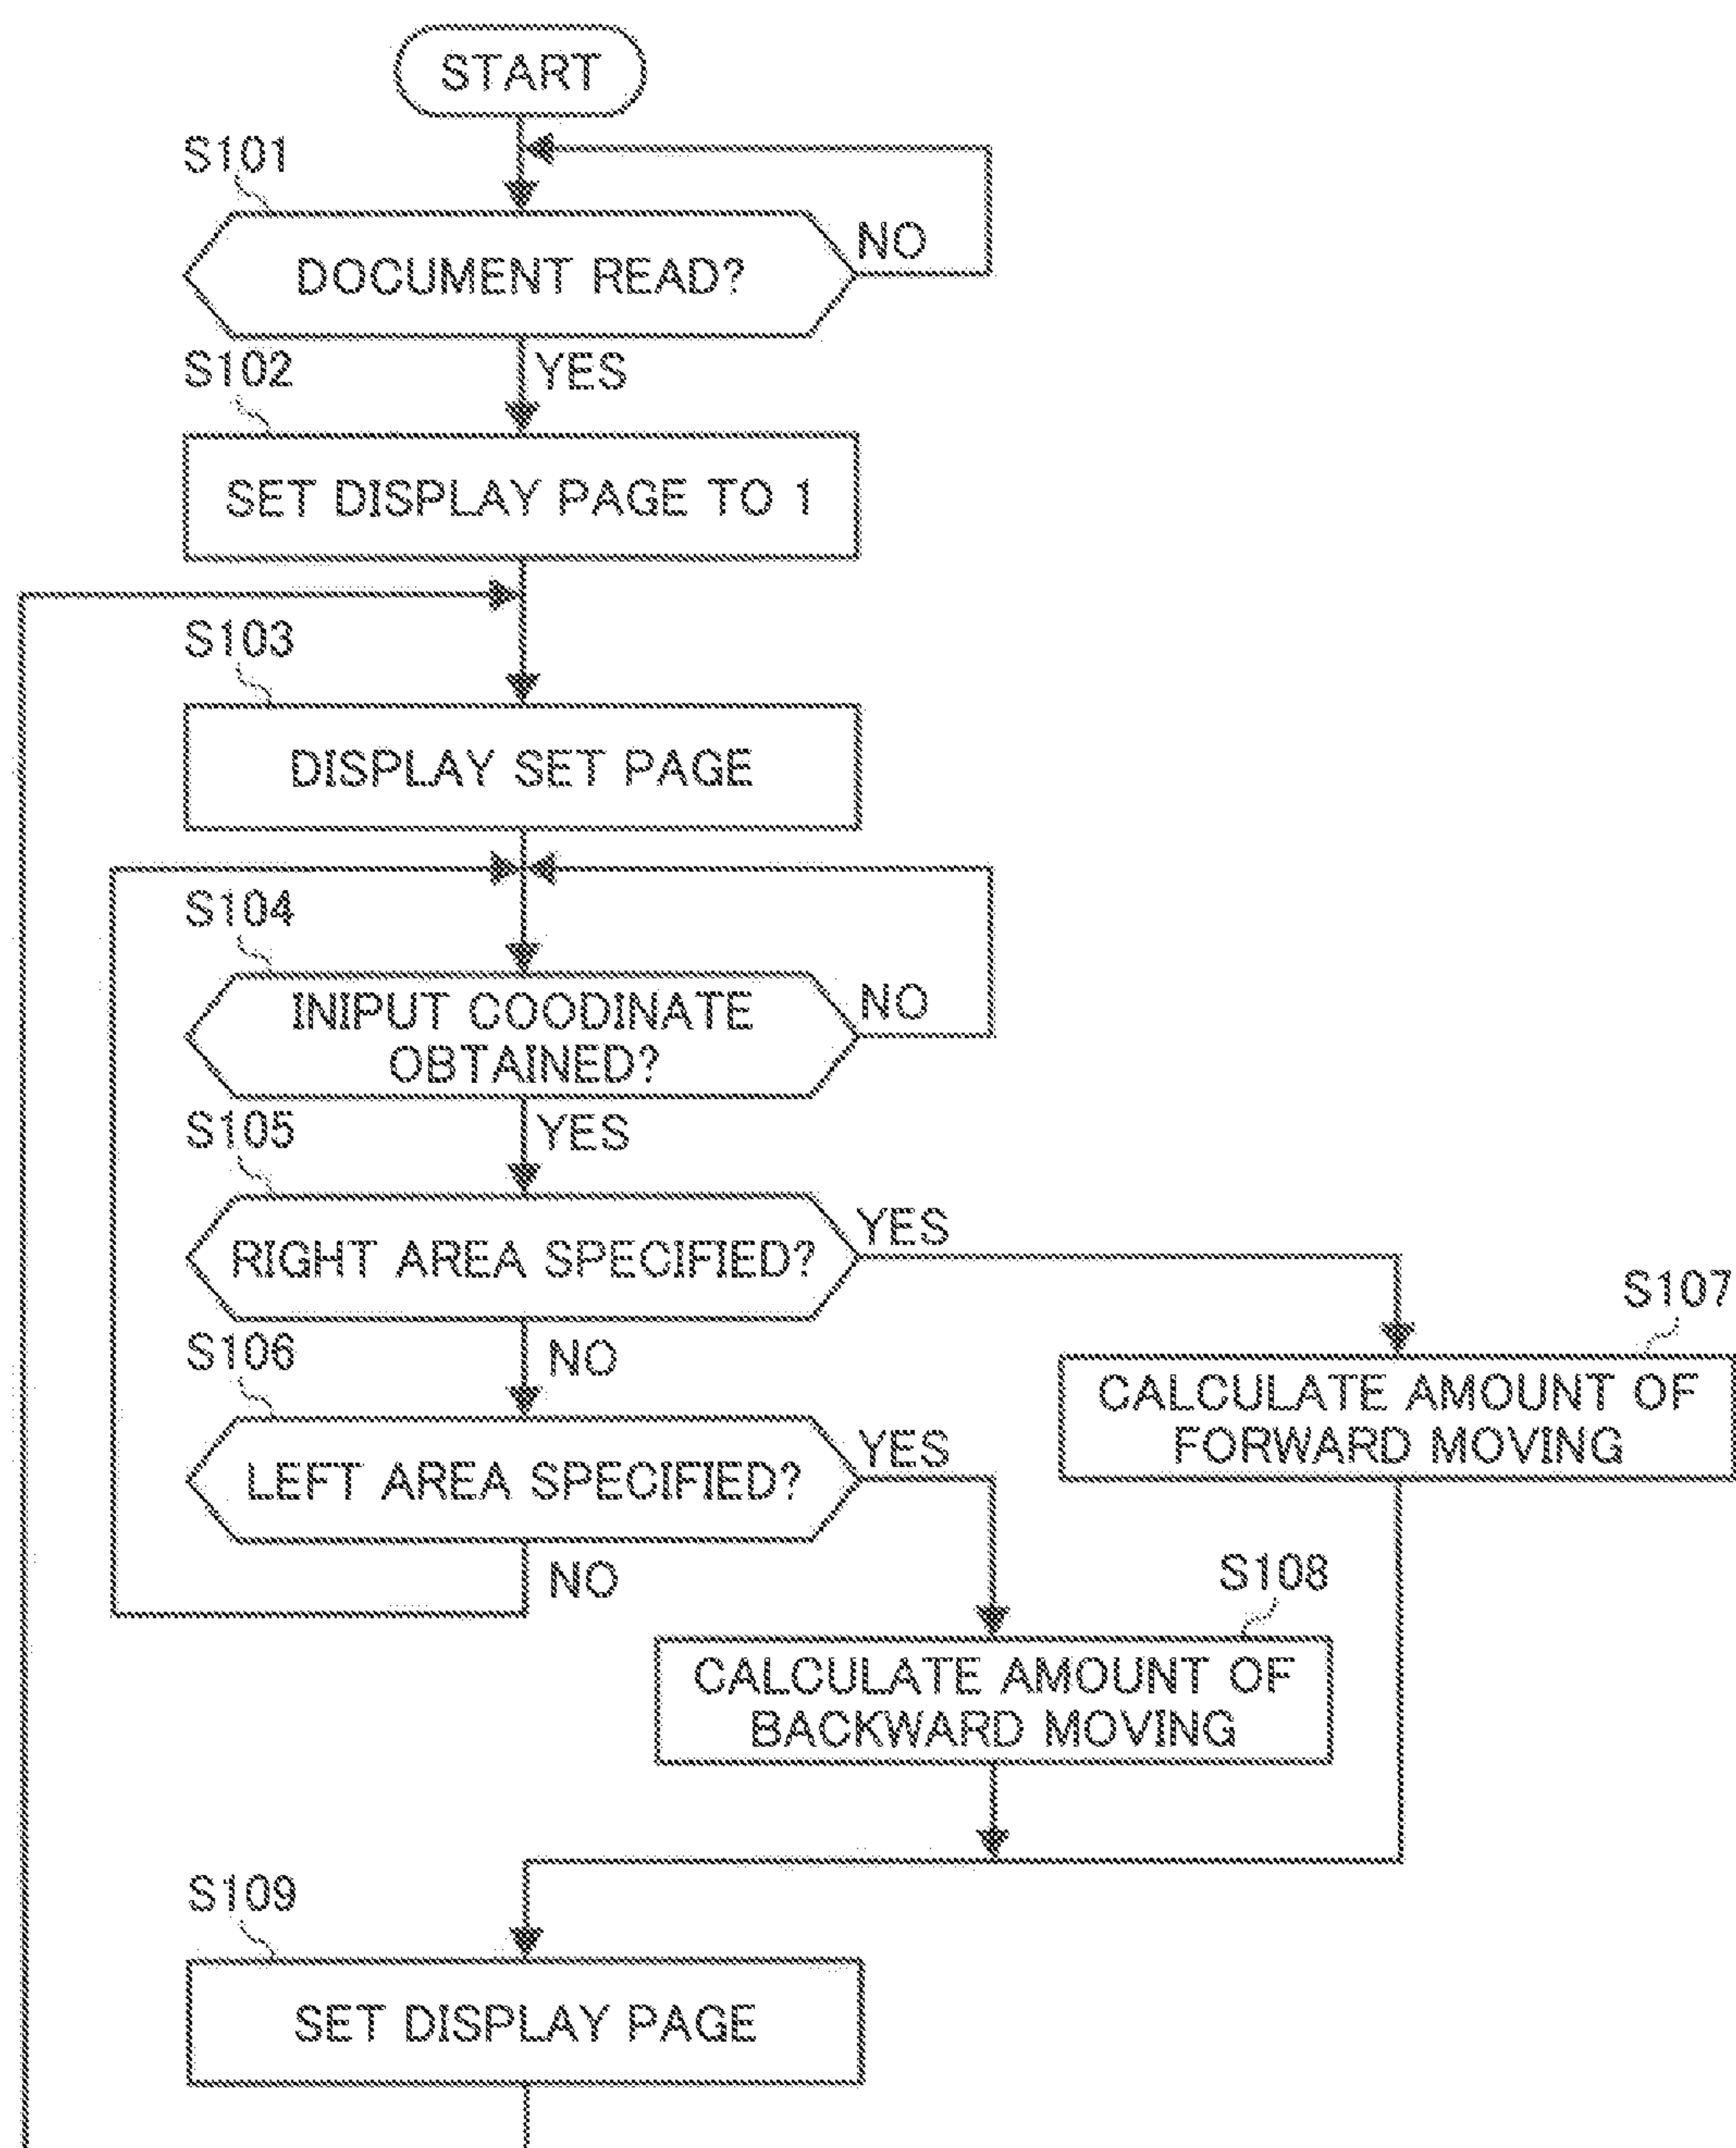 START
S101
DOCUMENT READ?
NO
YES
S102
SET DISPLAY PAGE TO 1
S103
DISPLAY SET PAGE
S104
INIPUT COODINATE
OBTAINED?
NO
YES
S105
RIGHT AREA SPECIFIED?
YES
NO
S106
LEFT AREA SPECIFIED?
YES
NO
S107
CALCULATE AMOUNT OF
FORWARD MOVING
S108
CALCULATE AMOUNT OF
BACKWARD MOVING
S109
SET DISPLAY PAGE